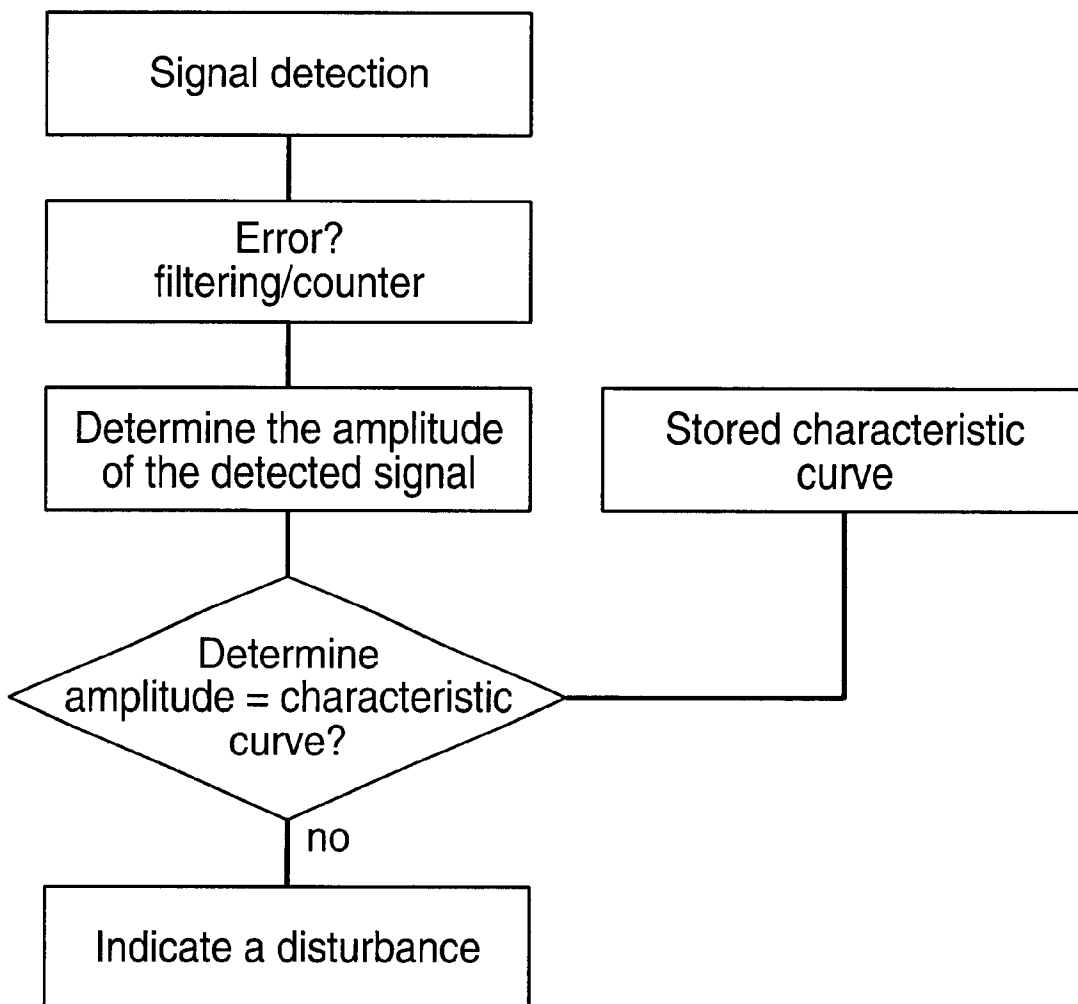 Signal detection
Error?
filtering/counter
Determine the amplitude
of the detected signal
Stored characteristic
curve
Determine
amplitude = characteristic
curve?
no
Indicate a disturbance